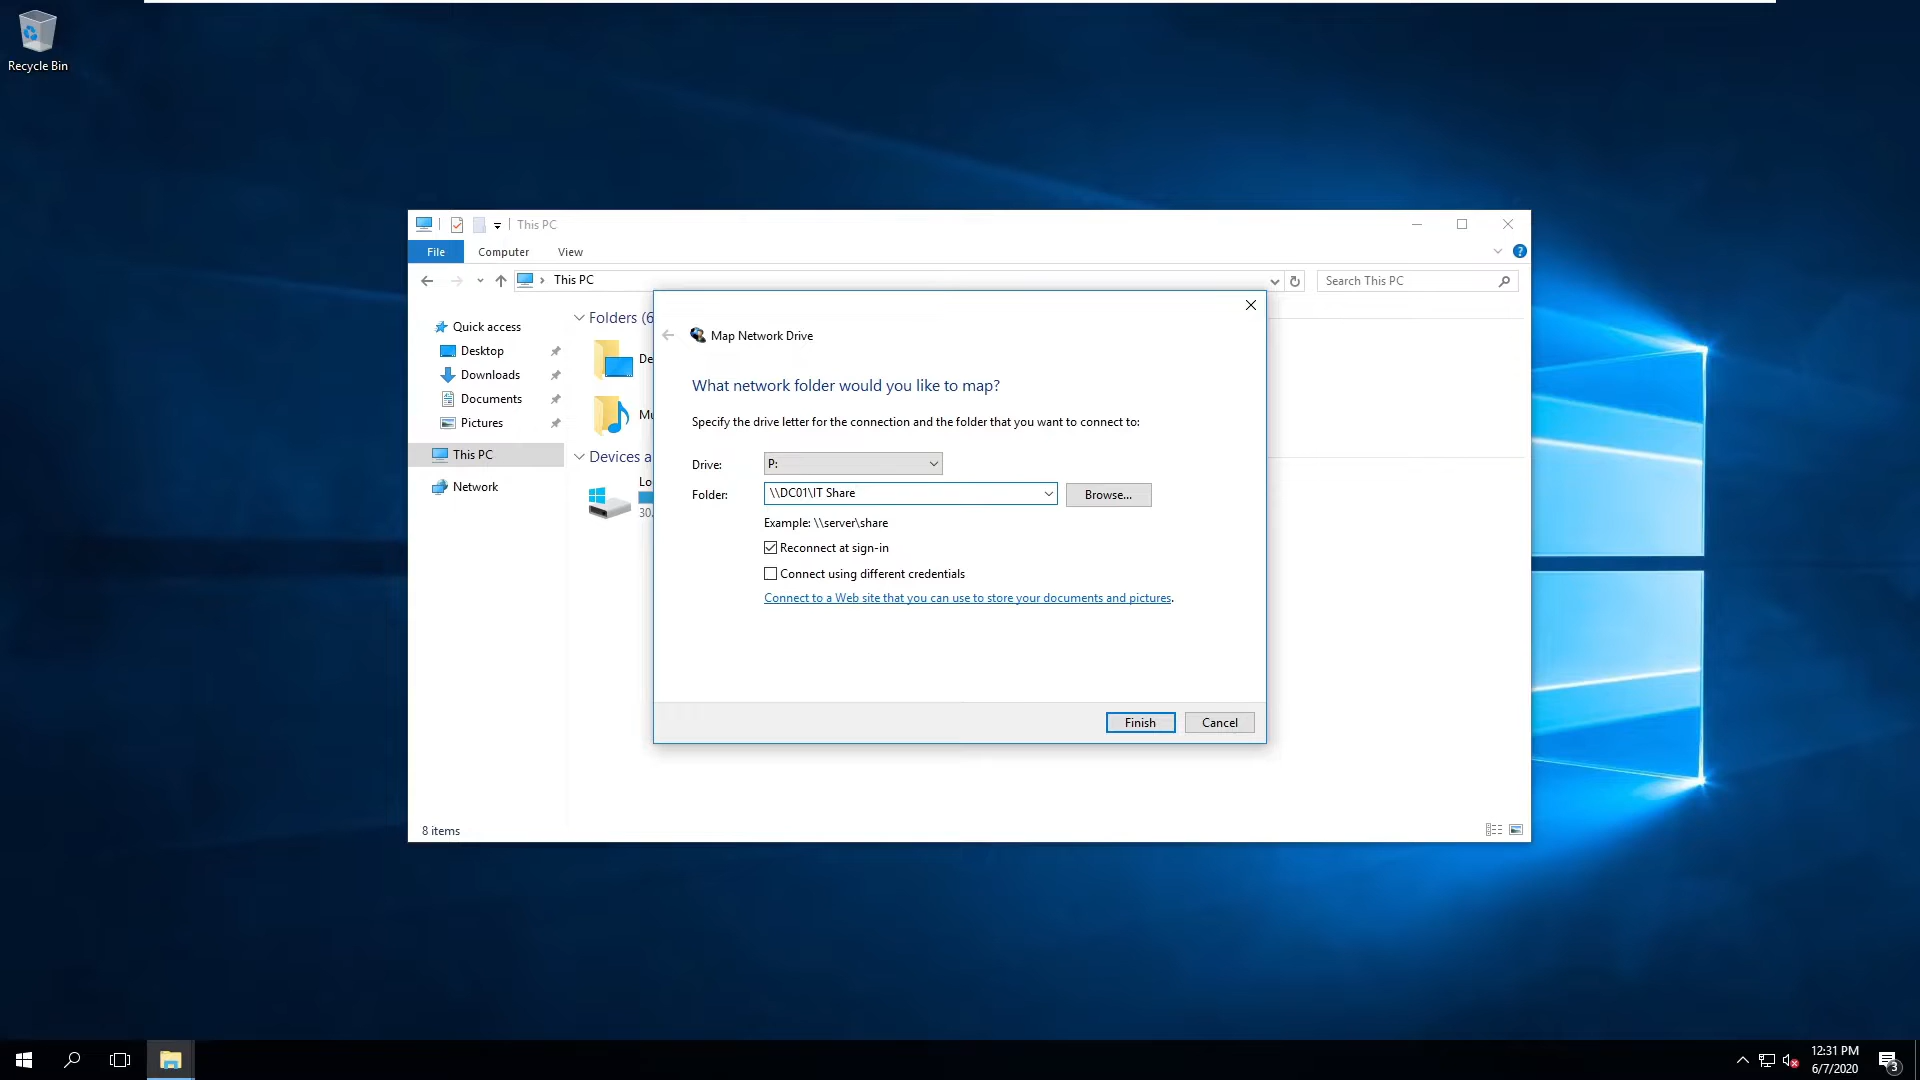 Recycle Bin
This PC
File
Computer
View
This PC
Search This PC
Quick access
Desktop
Downloads
Documents
Pictures
This PC
Network
Folders (6
De
Mu
Devices a
Lo
30.
Map Network Drive
What network folder would you like to map?
Specify the drive letter for the connection and the folder that you want to connect to:
Drive:
P:
Folder:
\\DC01\IT Share
Browse...
Example: \\server\share
Reconnect at sign-in
Connect using different credentials
Connect to a Web site that you can use to store your documents and pictures.
Finish
Cancel
8 items
12:31 PM
6/7/2020
3